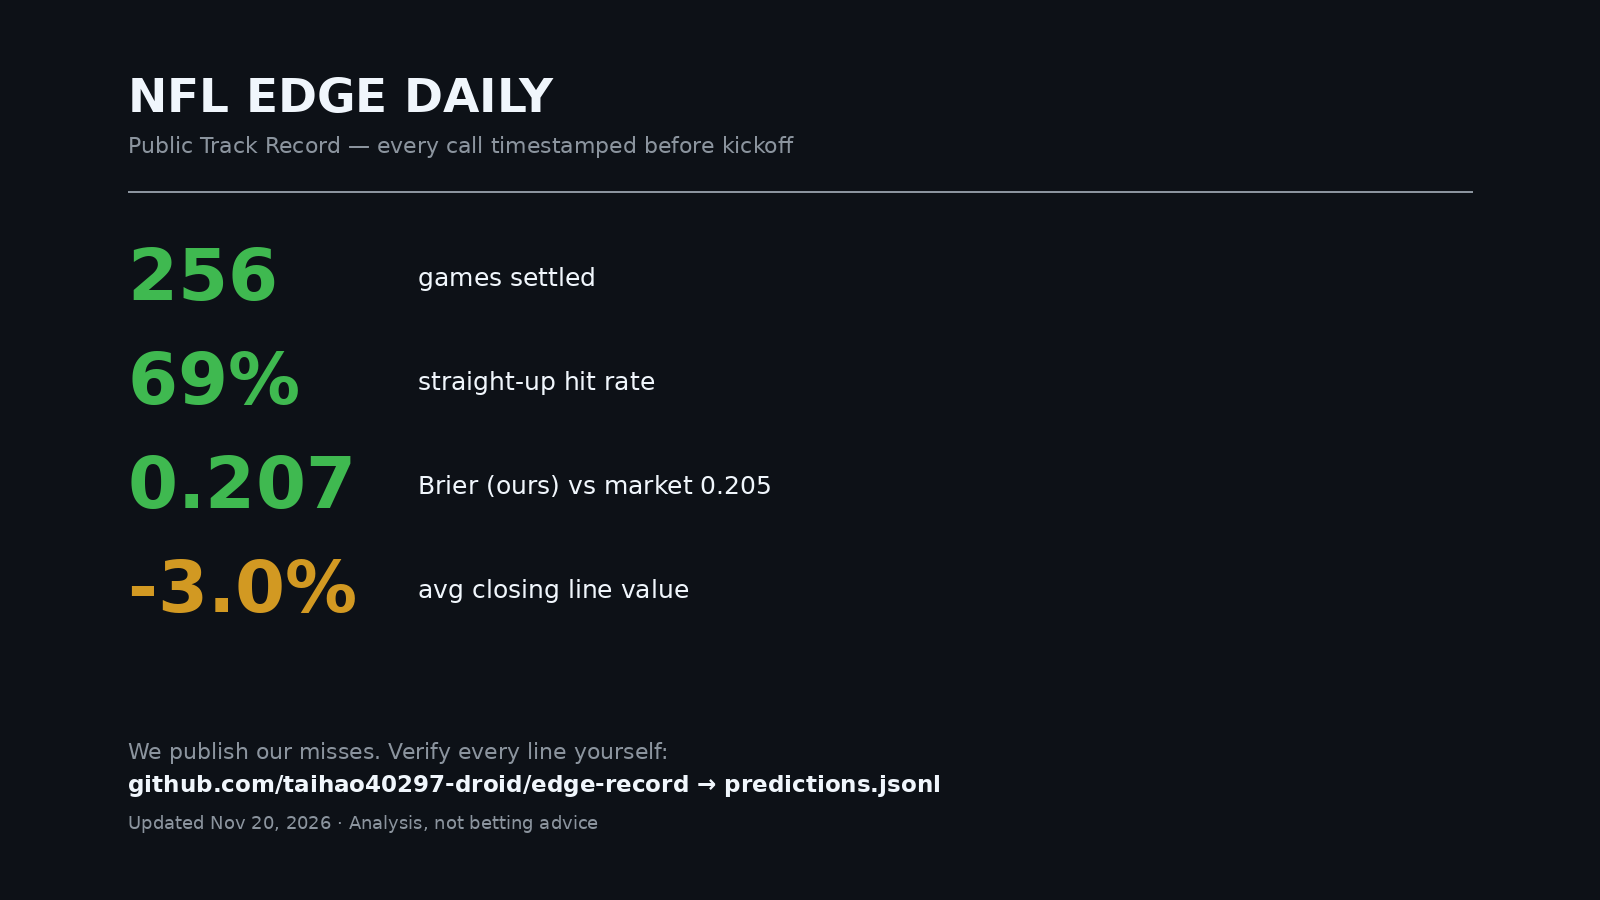 NFL EDGE DAILY
Public Track Record — every call timestamped before kickoff
256 games settled
69% straight-up hit rate
0.207 Brier (ours) vs market 0.205
-3.0% avg closing line value
We publish our misses. Verify every line yourself:
github.com/taihao40297-droid/edge-record → predictions.jsonl
Updated Nov 20, 2026 · Analysis, not betting advice